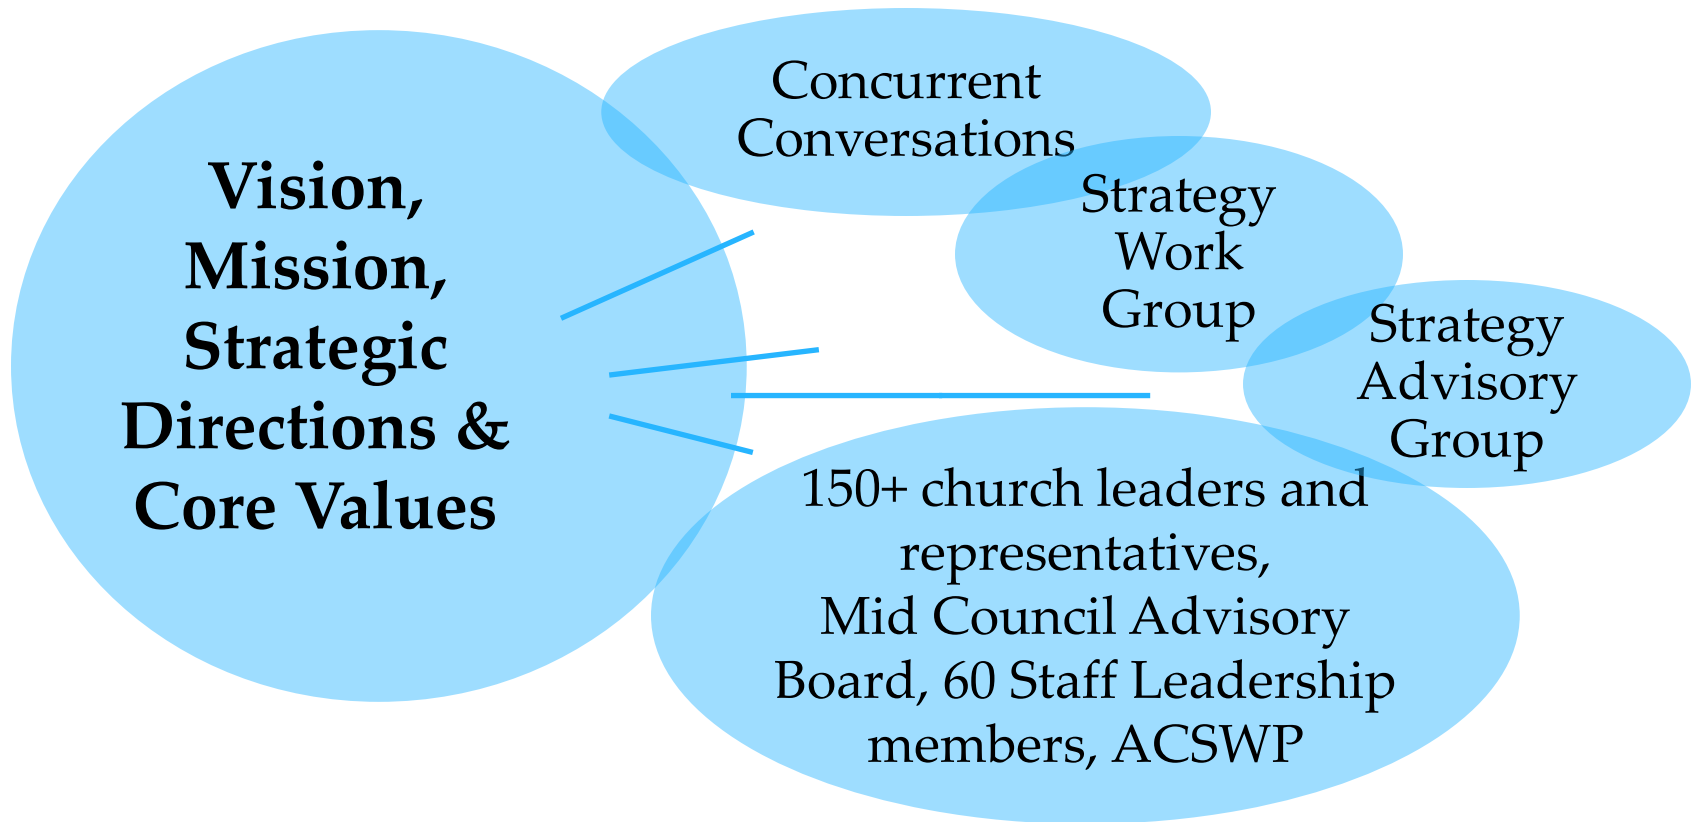 Vision,
Mission,
Strategic
Directions &
Core Values
Concurrent
Conversations
Strategy
Work
Group
Strategy
Advisory
Group
150+ church leaders and
representatives,
Mid Council Advisory
Board, 60 Staff Leadership
members, ACSWP